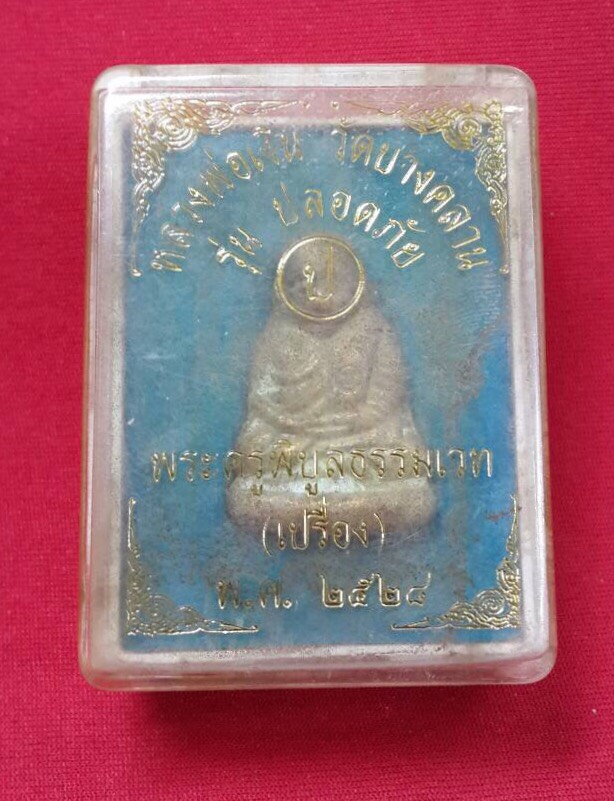 หลวงพ่อเงิน วัดบางคลาน
รุ่น ปลอดภัย
ป
พระครูพิบูลธรรมเวท
(เปรื่อง)
พ.ศ. ๒๕๒๘